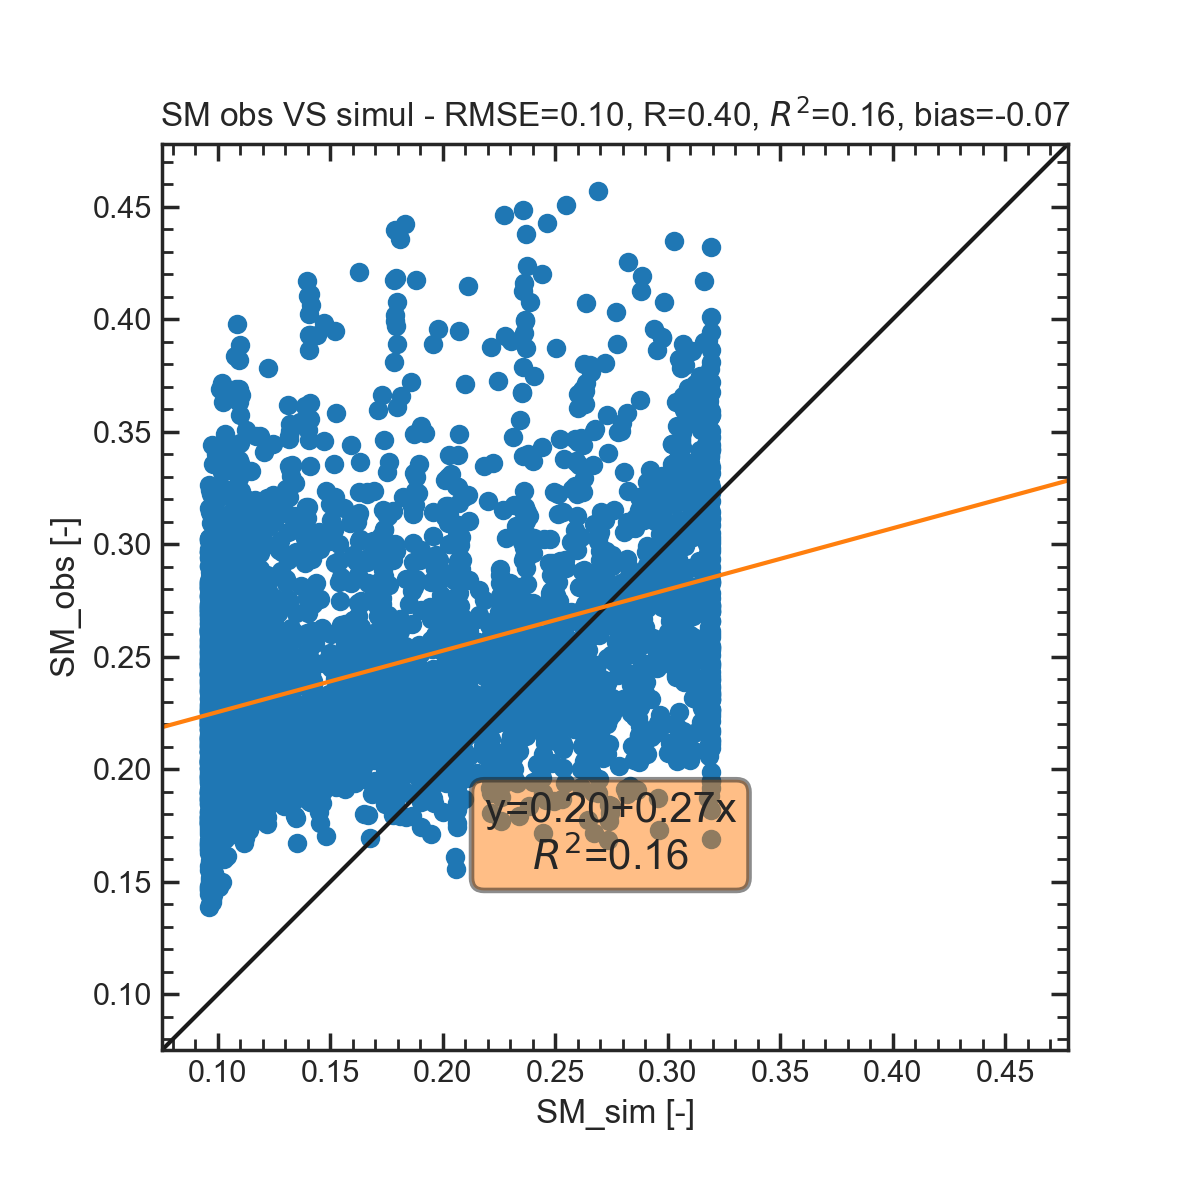 SM obs VS simul - RMSE=0.10, R=0.40, R²=0.16, bias=-0.07
0.45
0.40
0.35
0.30
0.25
0.20
0.15
0.10
SM_obs [-]
y=0.20+0.27x
R²=0.16
0.10 0.15 0.20 0.25 0.30 0.35 0.40 0.45
SM_sim [-]